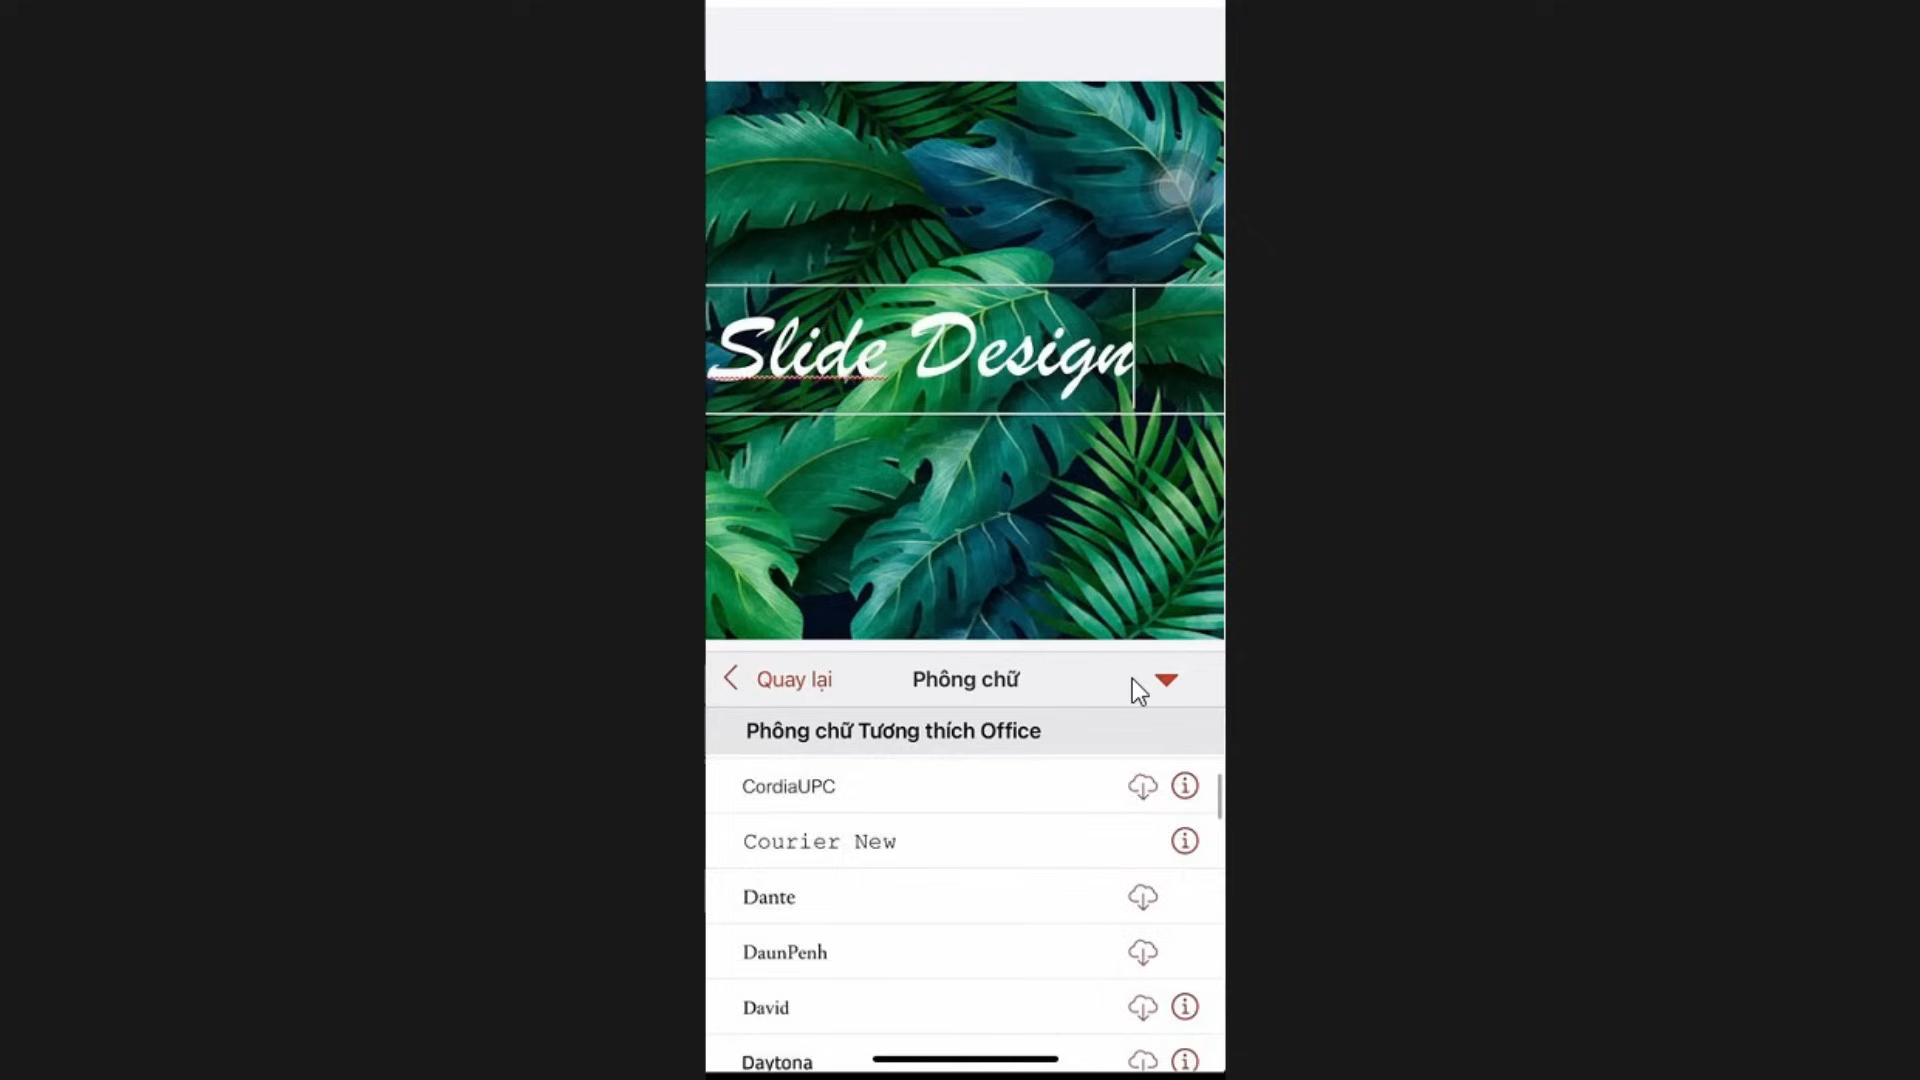 Slide Design
Quay lại
Phông chữ
Phông chữ Tương thích Office
CordiaUPC
Courier New
Dante
DaunPenh
David
Daytona